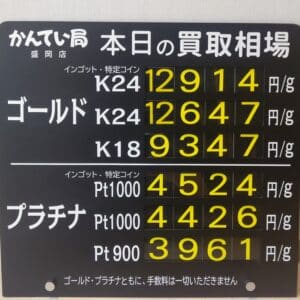 かんてい局 盛岡店 本日の買取相場
インゴット・特定コイン
K24 12914 円/g
ゴールド K24 12647 円/g
K18 9347 円/g
インゴット・特定コイン
Pt1000 4524 円/g
プラチナ Pt1000 4426 円/g
Pt900 3961 円/g
ゴールド・プラチナともに、手数料は一切いただきません